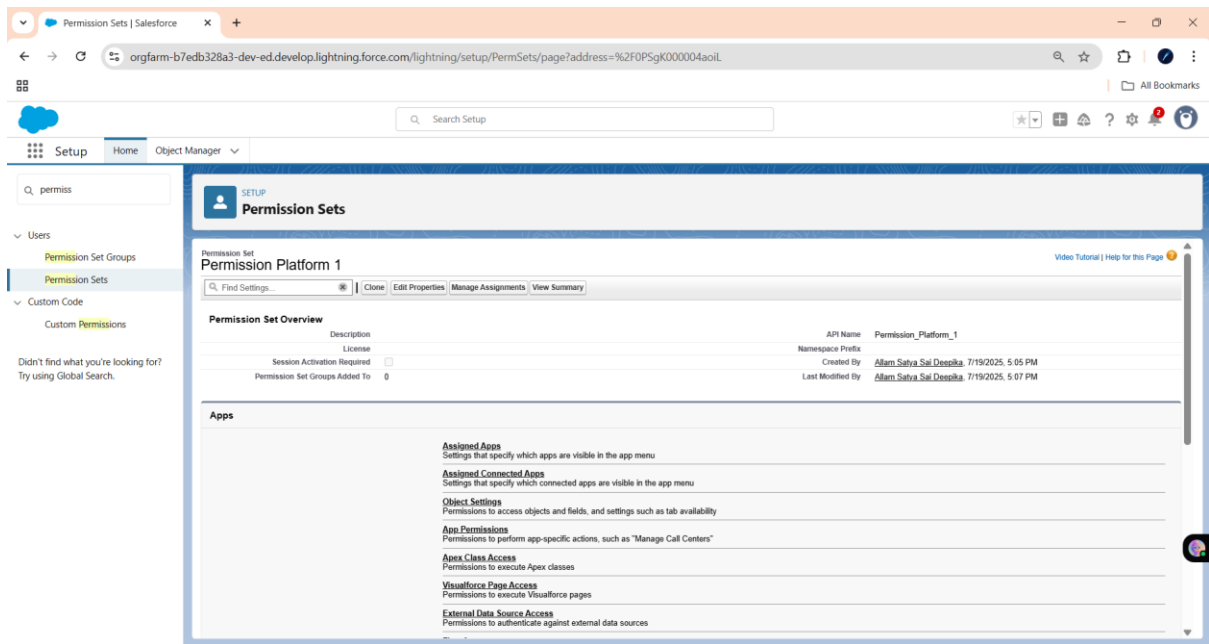 Permission Sets | Salesforce
orgfarm-b7edb328a3-dev-ed.develop.lightning.force.com/lightning/setup/PermSets/page?address=%2F0PSgK000004aoiL
All Bookmarks
Search Setup
2
Setup
Home
Object Manager
permiss
Users
Permission Set Groups
Permission Sets
Custom Code
Custom Permissions
Didn't find what you're looking for?
Try using Global Search.
SETUP
Permission Sets
Permission Set
Permission Platform 1
Video Tutorial | Help for this Page
Find Settings...
Clone
Edit Properties
Manage Assignments
View Summary
Permission Set Overview
Description
API Name Permission_Platform_1
License
Namespace Prefix
Session Activation Required
Created By Allam Satya Sai Deepika, 7/19/2025, 5:05 PM
Permission Set Groups Added To 0
Last Modified By Allam Satya Sai Deepika, 7/19/2025, 5:07 PM
Apps
Assigned Apps
Settings that specify which apps are visible in the app menu
Assigned Connected Apps
Settings that specify which connected apps are visible in the app menu
Object Settings
Permissions to access objects and fields, and settings such as tab availability
App Permissions
Permissions to perform app-specific actions, such as "Manage Call Centers"
Apex Class Access
Permissions to execute Apex classes
Visualforce Page Access
Permissions to execute Visualforce pages
External Data Source Access
Permissions to authenticate against external data sources